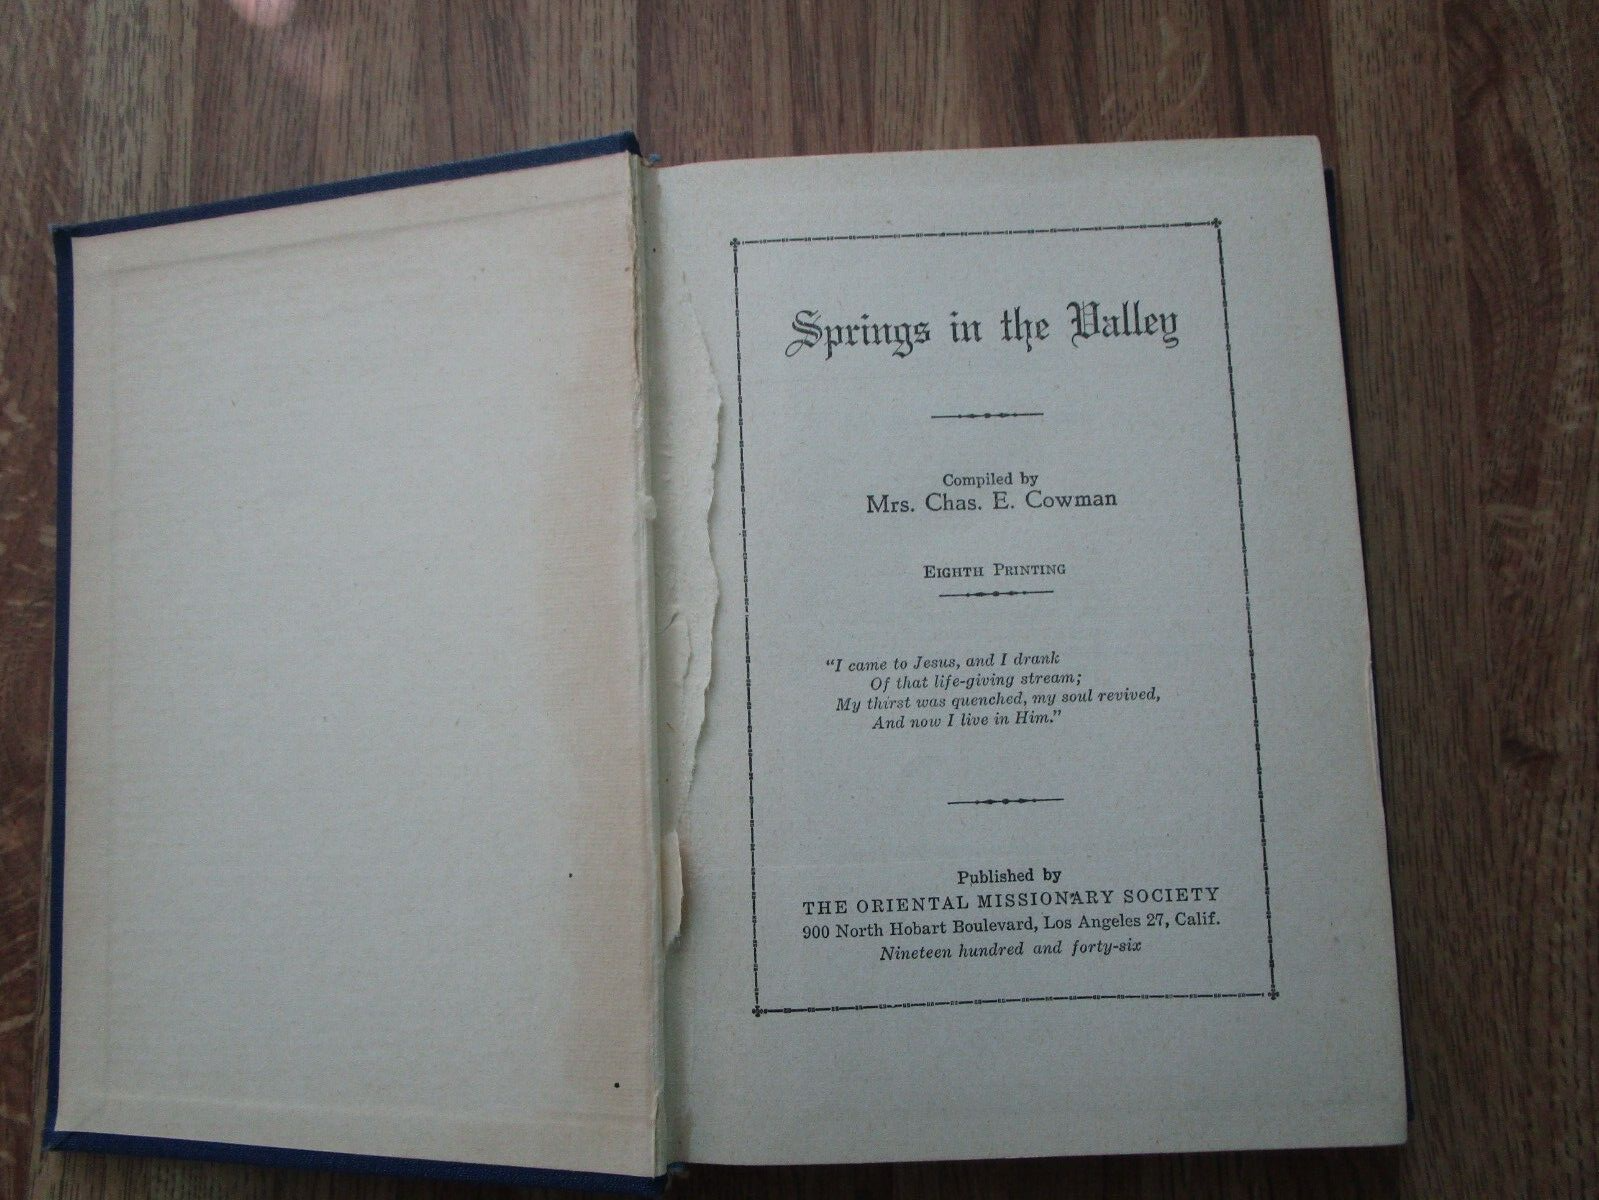 Springs in the Valley
Compiled by
Mrs. Chas. E. Cowman
EIGHTH PRINTING
"I came to Jesus, and I drank
Of that life-giving stream;
My thirst was quenched, my soul revived,
And now I live in Him."
Published by
THE ORIENTAL MISSIONARY SOCIETY
900 North Hobart Boulevard, Los Angeles 27, Calif.
Nineteen hundred and forty-six